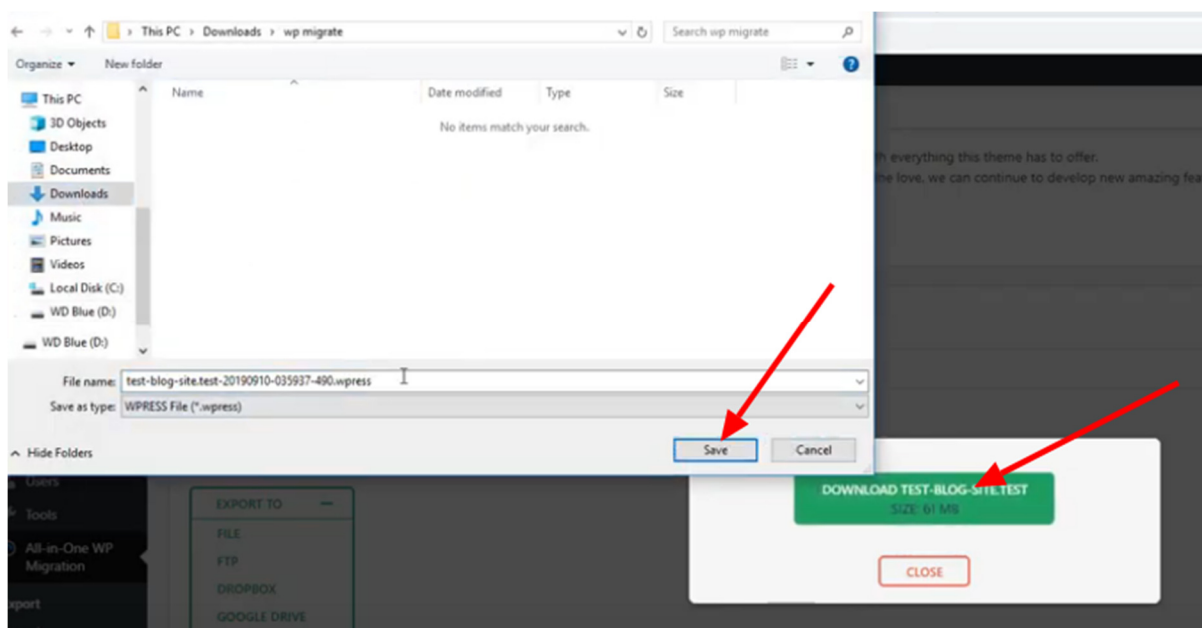 This PC > Downloads > wp migrate
Search wp migrate
Organize
New folder
This PC
3D Objects
Desktop
Documents
Downloads
Music
Pictures
Videos
Local Disk (C:)
WD Blue (D:)
WD Blue (D:)
Name
Date modified
Type
Size
No items match your search.
File name: test-blog-site.test-20190910-035937-490.wpress
Save as type: WPRESS File (*.wpress)
Hide Folders
Save
Cancel
everything this theme has to offer.
love, we can continue to develop new amazing fea
Users
Tools
All-in-One WP
Migration
xport
EXPORT TO
FILE
FTP
DROPBOX
GOOGLE DRIVE
DOWNLOAD TEST-BLOG-SITE.TEST
SIZE: 61 MB
CLOSE